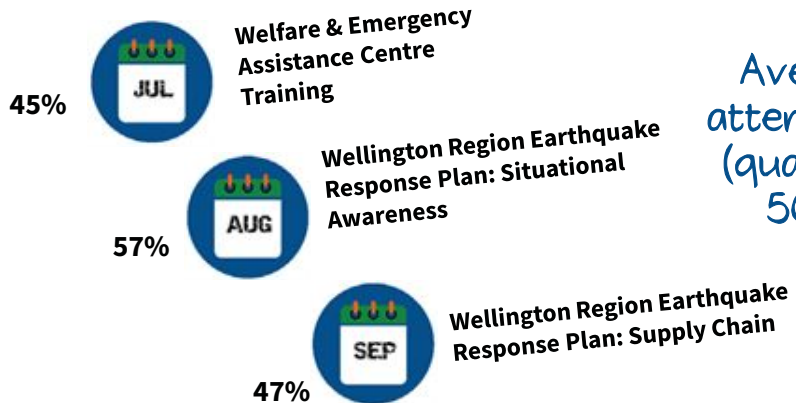 Welfare & Emergency
Assistance Centre
Training
JUL
45%
Wellington Region Earthquake
Response Plan: Situational
Awareness
AUG
57%
Wellington Region Earthquake
Response Plan: Supply Chain
SEP
47%